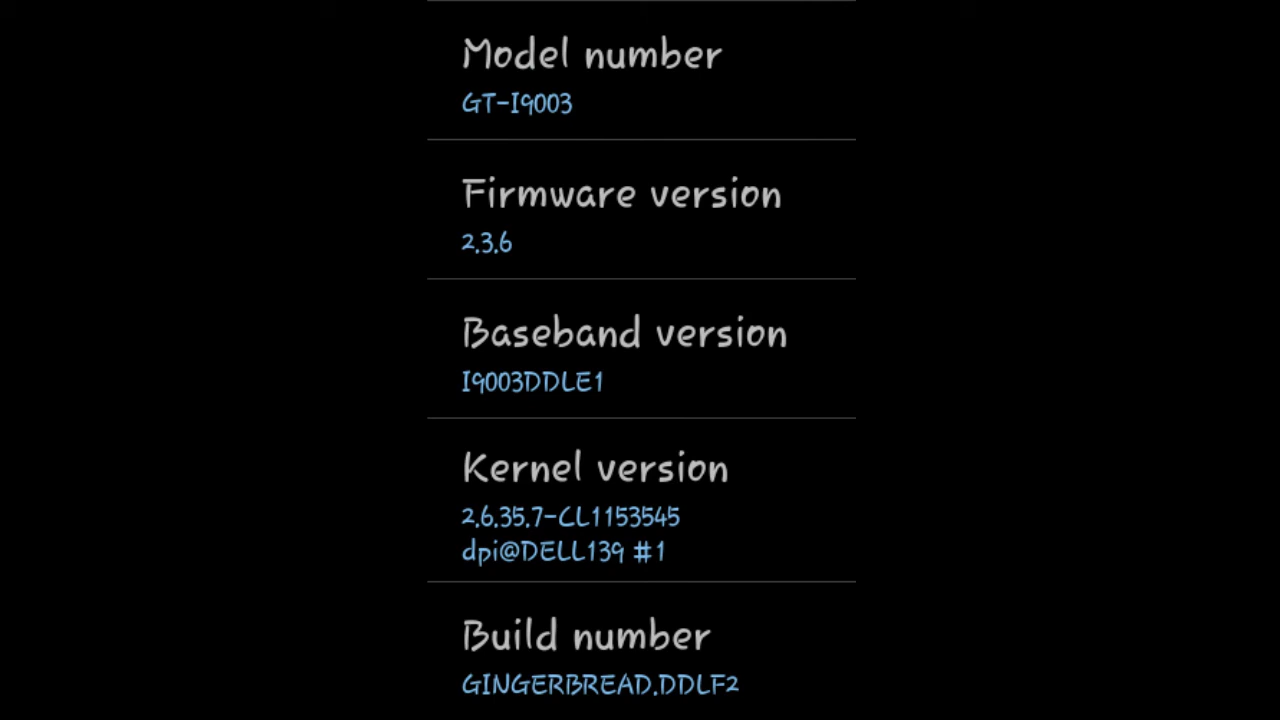 Model number
GT-I9003
Firmware version
2.3.6
Baseband version
I9003DDLE1
Kernel version
2.6.35.7-CL1153545
dpi@DELL139 #1
Build number
GINGERBREAD.DDLF2